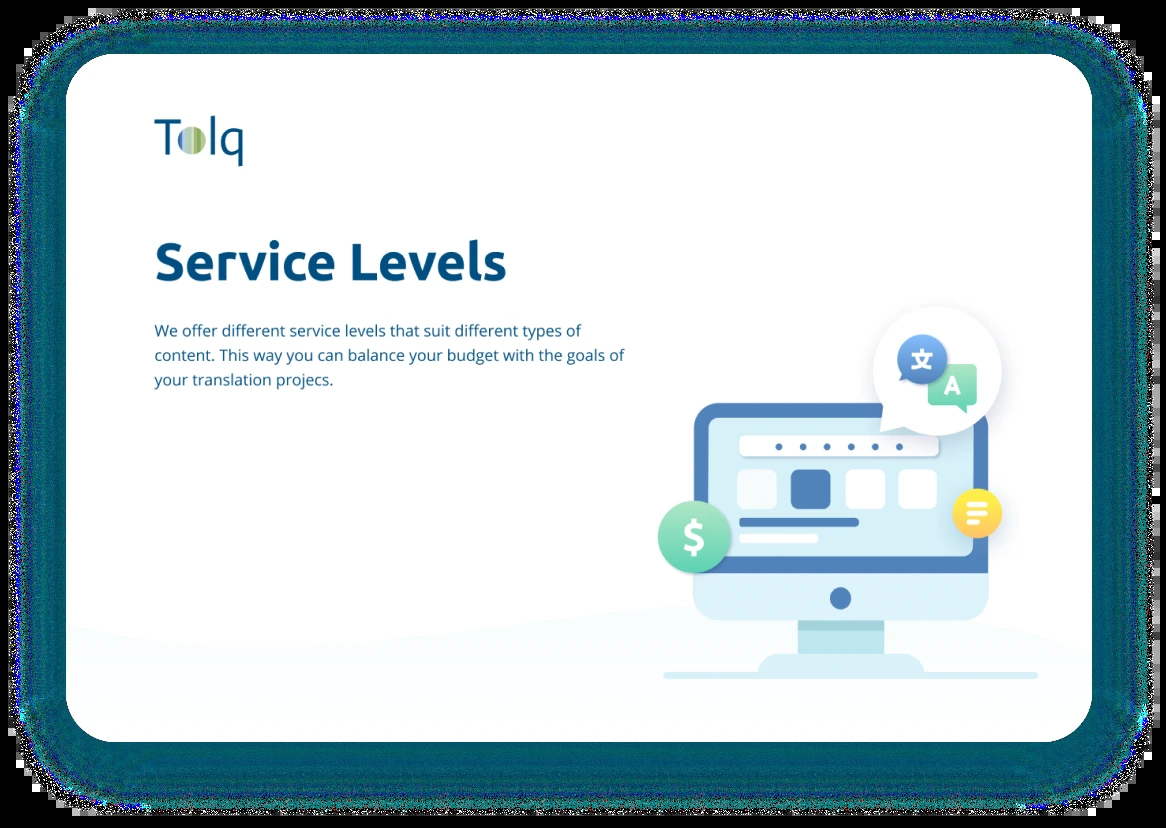 Tolq
Service Levels
We offer different service levels that suit different types of
content. This way you can balance your budget with the goals of
your translation projecs.
文
A
$